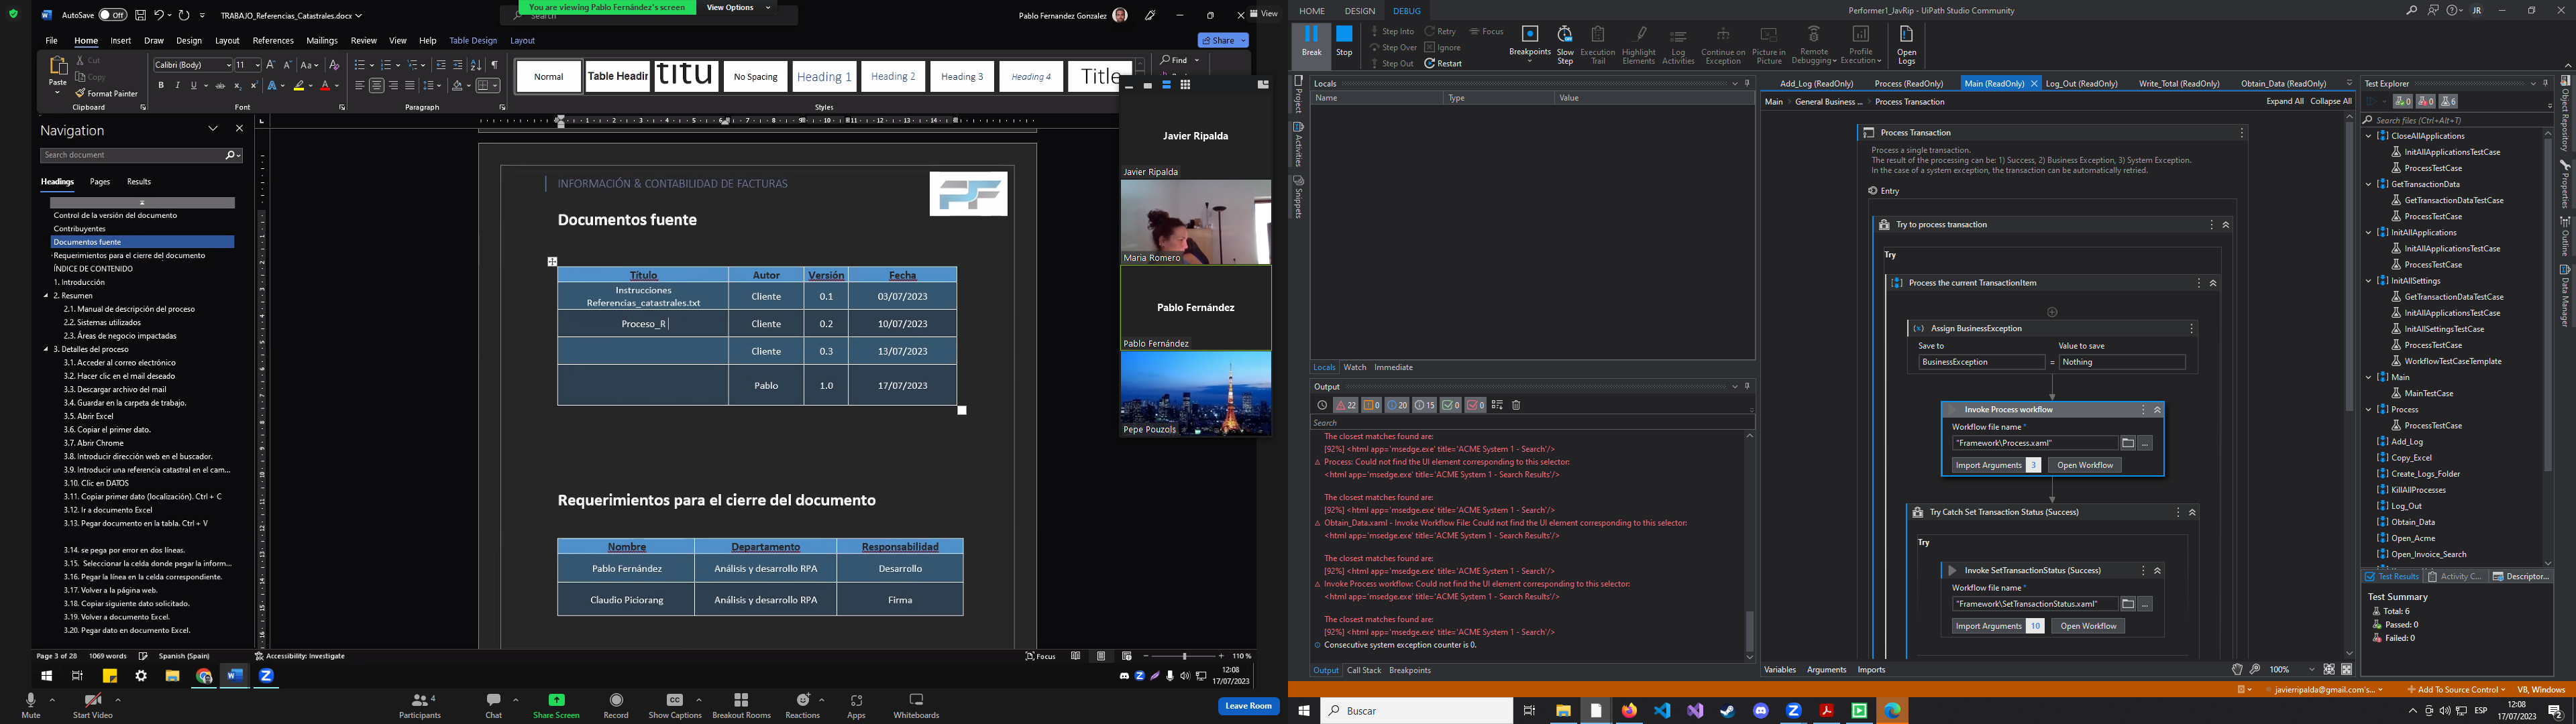 AutoSave Off TRABAJO_Referencias_Catastrales.docx
Search
You are viewing Pablo Fernández's screen View Options
Pablo Fernandez Gonzalez
View
File Home Insert Draw Design Layout References Mailings Review View Help Table Design Layout Share
Paste
Cut
Copy
Format Painter
Clipboard
Calibri (Body) 11
Font
Paragraph
Normal Table Headin titu No Spacing Heading 1 Heading 2 Heading 3 Heading 4 Title
Styles
Find
Navigation
Search document
Headings Pages Results
Control de la versión del documento
Contribuyentes
Documentos fuente
Requerimientos para el cierre del documento
ÍNDICE DE CONTENIDO
1. Introducción
2. Resumen
2.1. Manual de descripción del proceso
2.2. Sistemas utilizados
2.3. Áreas de negocio impactadas
3. Detalles del proceso
3.1. Acceder al correo electrónico
3.2. Hacer clic en el mail deseado
3.3. Descargar archivo del mail
3.4. Guardar en la carpeta de trabajo.
3.5. Abrir Excel
3.6. Copiar el primer dato.
3.7. Abrir Chrome
3.8. Introducir dirección web en el buscador.
3.9. Introducir una referencia catastral en el cam...
3.10. Clic en DATOS
3.11. Copiar primer dato (localización). Ctrl + C
3.12. Ir a documento Excel
3.13. Pegar documento en la tabla. Ctrl + V
3.14. se pega por error en dos líneas.
3.15. Seleccionar la celda donde pegar la inform...
3.16. Pegar la línea en la celda correspondiente.
3.17. Volver a la página web.
3.18. Copiar siguiente dato solicitado.
3.19. Volver a documento Excel.
3.20. Pegar dato en documento Excel.
INFORMACIÓN & CONTABILIDAD DE FACTURAS
PF
Documentos fuente
Título Autor Versión Fecha
Instrucciones Referencias_catastrales.txt Cliente 0.1 03/07/2023
Proceso_R Cliente 0.2 10/07/2023
Cliente 0.3 13/07/2023
Pablo 1.0 17/07/2023
Requerimientos para el cierre del documento
Nombre Departamento Responsabilidad
Pablo Fernández Análisis y desarrollo RPA Desarrollo
Claudio Piciorang Análisis y desarrollo RPA Firma
Javier Ripalda
Javier Ripalda
Maria Romero
Pablo Fernández
Pablo Fernández
Pepe Pouzols
Page 3 of 28 1069 words Spanish (Spain) Accessibility: Investigate Focus 110 %
12:08
17/07/2023
Mute Start Video Participants 4 Chat Share Screen Record Show Captions Breakout Rooms Reactions Apps Whiteboards Leave Room
HOME DESIGN DEBUG
Performer1_JavRip - UiPath Studio Community
JR
Break Stop
Step Into
Step Over
Step Out
Retry
Ignore
Restart
Focus
Breakpoints
Slow Step
Execution Trail
Highlight Elements
Log Activities
Continue on Exception
Picture in Picture
Remote Debugging
Profile Execution
Open Logs
Project
Activities
Snippets
Locals
Name Type Value
Locals Watch Immediate
Output
22 0 20 15 0 0
Search
The closest matches found are:
[92%] <html app='msedge.exe' title='ACME System 1 - Search'/>
Process: Could not find the UI element corresponding to this selector:
<html app='msedge.exe' title='ACME System 1 - Search Results'/>
The closest matches found are:
[92%] <html app='msedge.exe' title='ACME System 1 - Search'/>
Obtain_Data.xaml - Invoke Workflow File: Could not find the UI element corresponding to this selector:
<html app='msedge.exe' title='ACME System 1 - Search Results'/>
The closest matches found are:
[92%] <html app='msedge.exe' title='ACME System 1 - Search'/>
Invoke Process workflow: Could not find the UI element corresponding to this selector:
<html app='msedge.exe' title='ACME System 1 - Search Results'/>
The closest matches found are:
[92%] <html app='msedge.exe' title='ACME System 1 - Search'/>
Consecutive system exception counter is 0.
Output Call Stack Breakpoints
Add_Log (ReadOnly) Process (ReadOnly) Main (ReadOnly) Log_Out (ReadOnly) Write_Total (ReadOnly) Obtain_Data (ReadOnly)
Main > General Business ... > Process Transaction
Expand All Collapse All
Process Transaction
Process a single transaction.
The result of the processing can be: 1) Success, 2) Business Exception, 3) System Exception.
In the case of a system exception, the transaction can be automatically retried.
Entry
Try to process transaction
Try
Process the current TransactionItem
Assign BusinessException
Save to Value to save
BusinessException = Nothing
Invoke Process workflow
Workflow file name *
"Framework\Process.xaml"
Import Arguments 3 Open Workflow
Try Catch Set Transaction Status (Success)
Try
Invoke SetTransactionStatus (Success)
Workflow file name *
"Framework\SetTransactionStatus.xaml"
Import Arguments 10 Open Workflow
Variables Arguments Imports 100%
Test Explorer
0 0 6
Search files (Ctrl+Alt+T)
CloseAllApplications
InitAllApplicationsTestCase
ProcessTestCase
GetTransactionData
GetTransactionDataTestCase
ProcessTestCase
InitAllApplications
InitAllApplicationsTestCase
ProcessTestCase
InitAllSettings
GetTransactionDataTestCase
InitAllApplicationsTestCase
InitAllSettingsTestCase
ProcessTestCase
WorkflowTestCaseTemplate
Main
MainTestCase
Process
ProcessTestCase
Add_Log
Copy_Excel
Create_Logs_Folder
KillAllProcesses
Log_Out
Obtain_Data
Open_Acme
Open_Invoice_Search
Test Results Activity C... Descriptor...
Test Summary
Total: 6
Passed: 0
Failed: 0
Object Repository
Properties
Outline
Data Manager
javierripalda@gmail.com's... Add To Source Control VB, Windows
Buscar
ESP
12:08
17/07/2023
2